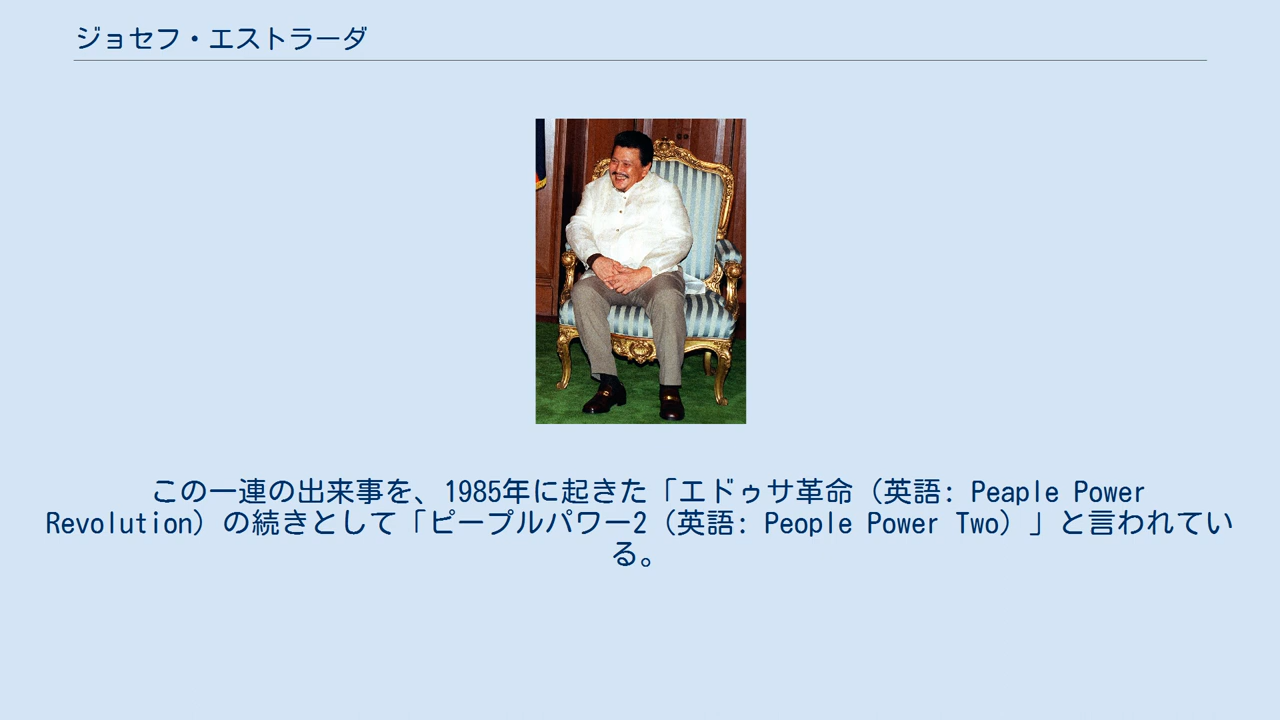 ジョセフ・エストラーダ
この一連の出来事を、1985年に起きた「エドゥサ革命（英語: Peaple Power
Revolution）の続きとして「ピープルパワー2（英語: People Power Two）」と言われてい
る。